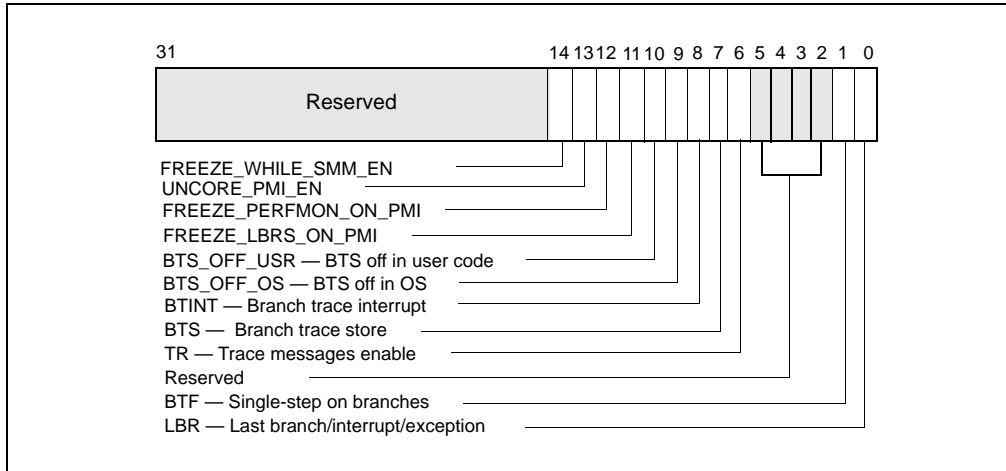 31 14 13 12 11 10 9 8 7 6 5 4 3 2 1 0
Reserved
FREEZE_WHILE_SMM_EN
UNCORE_PMI_EN
FREEZE_PERFMON_ON_PMI
FREEZE_LBRS_ON_PMI
BTS_OFF_USR — BTS off in user code
BTS_OFF_OS — BTS off in OS
BTINT — Branch trace interrupt
BTS — Branch trace store
TR — Trace messages enable
Reserved
BTF — Single-step on branches
LBR — Last branch/interrupt/exception